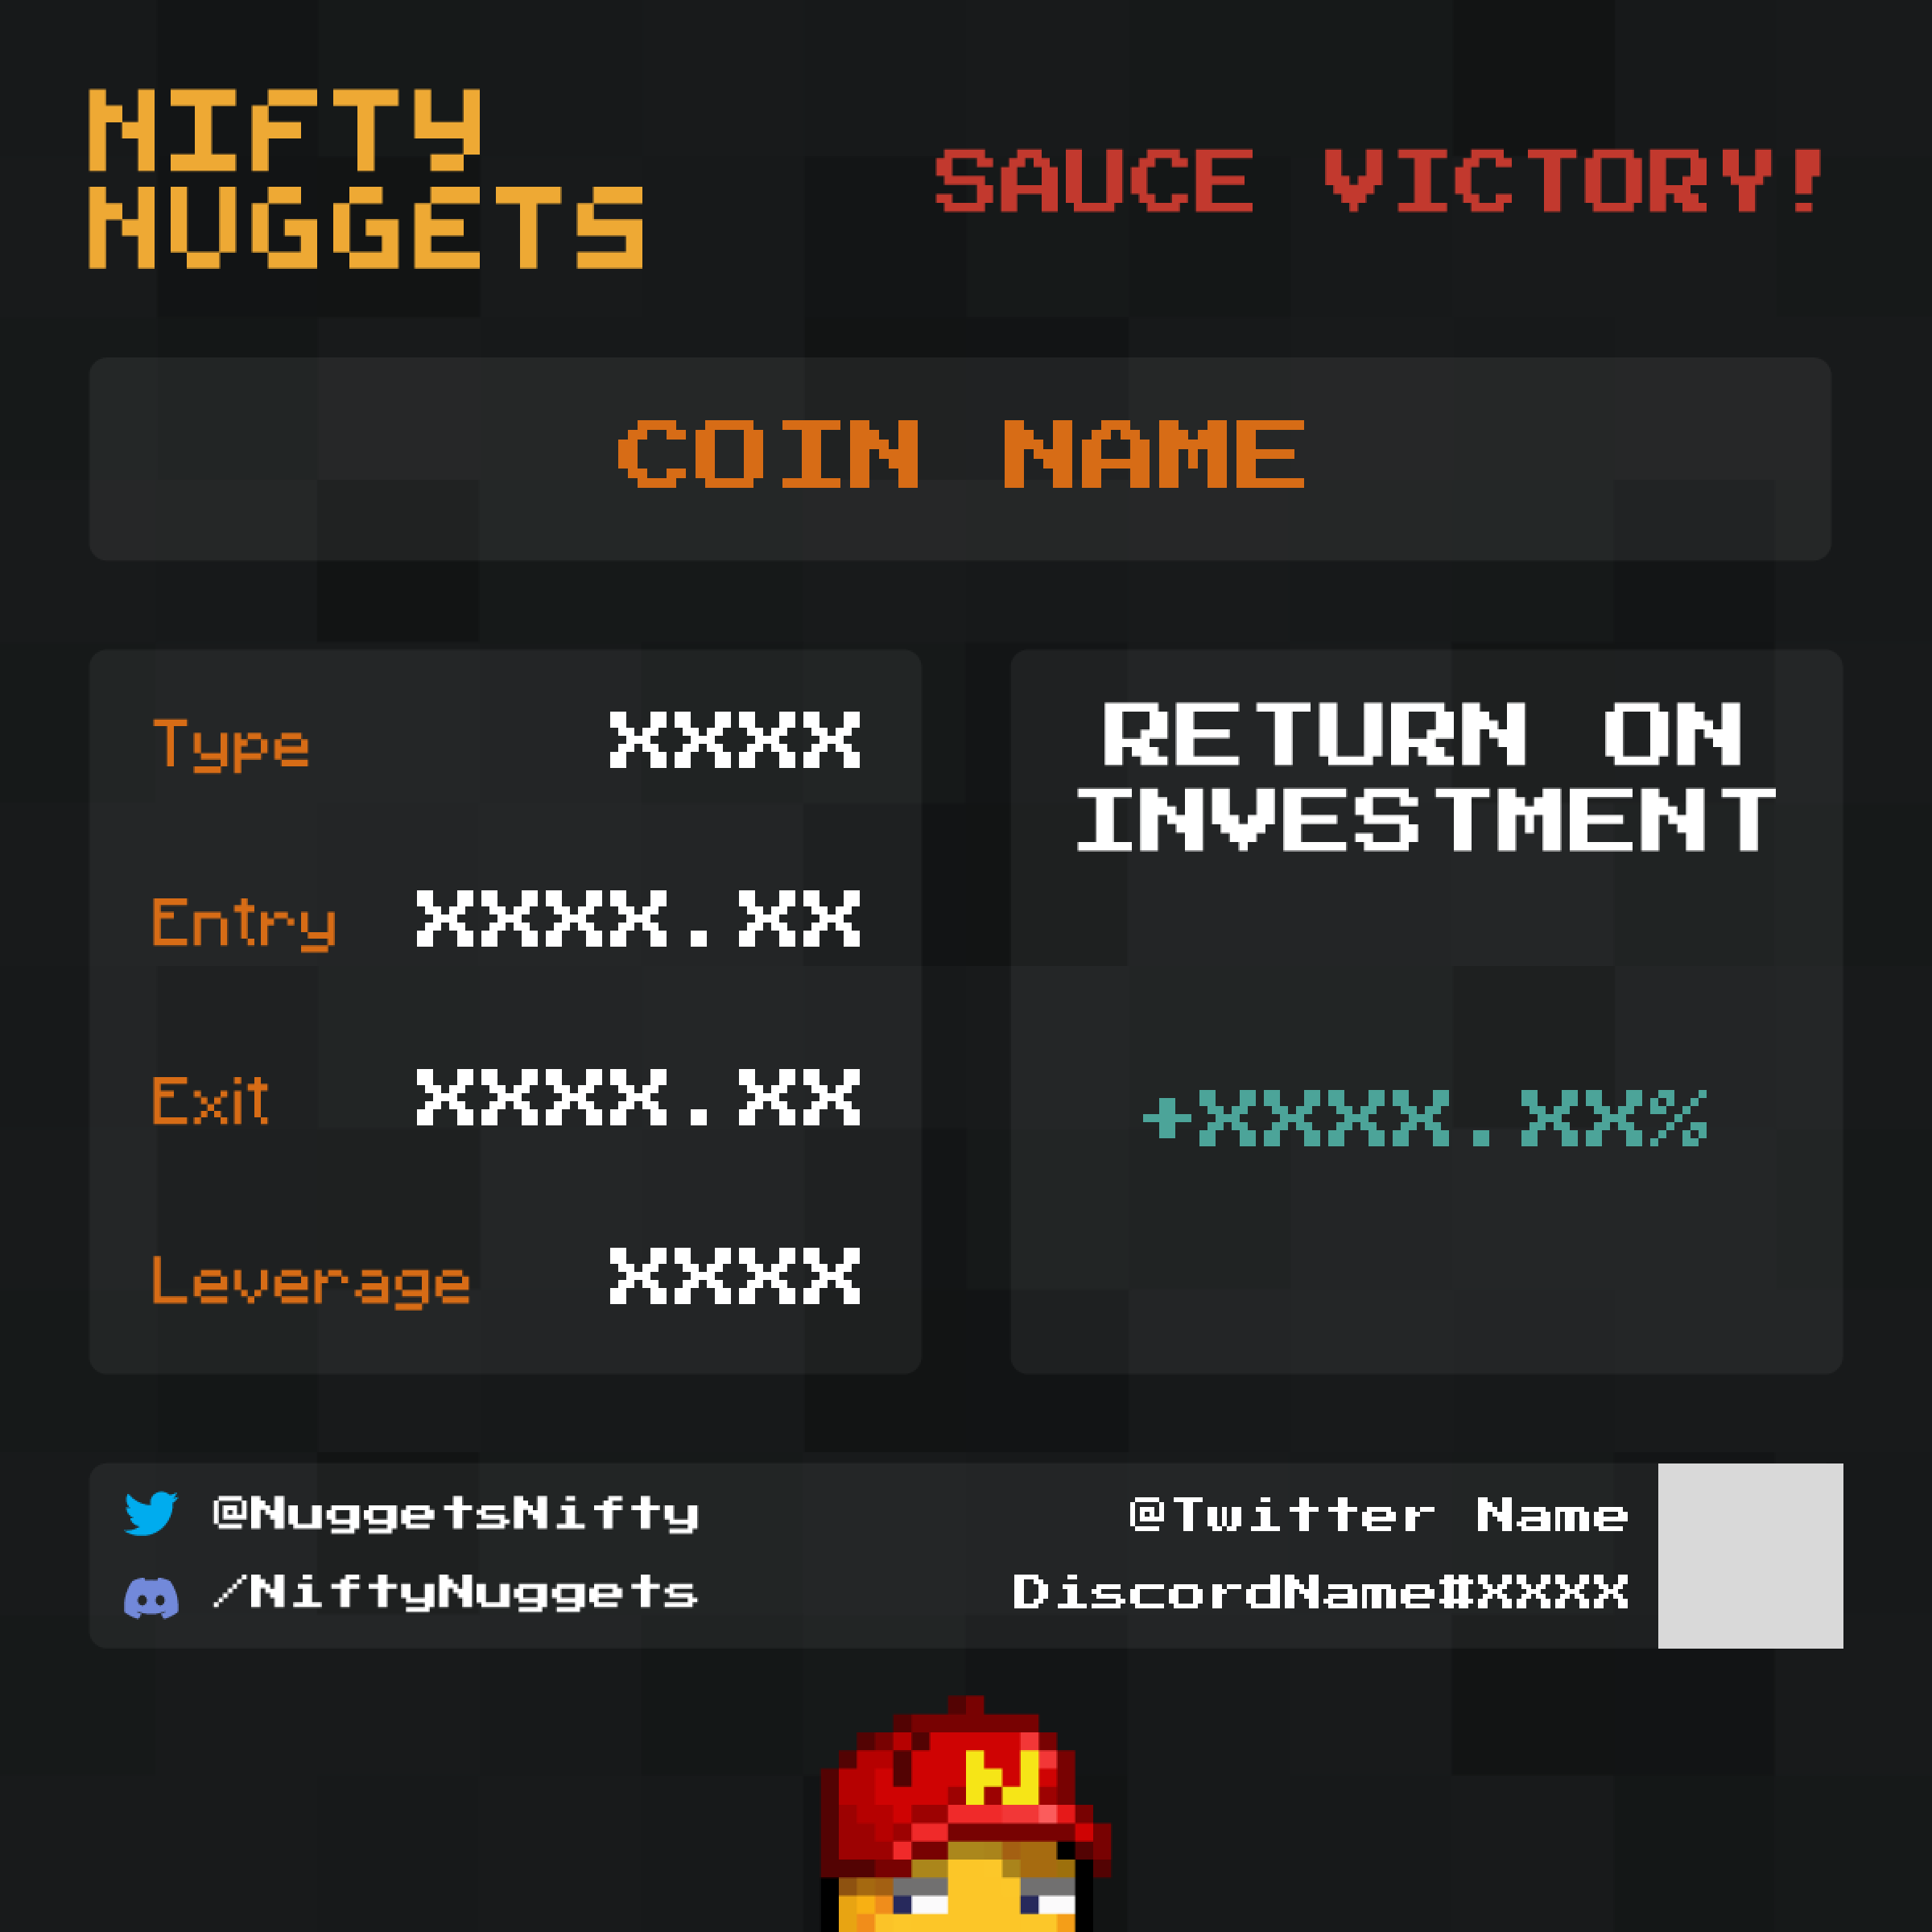 NIFTY
NUGGETS
SAUCE VICTORY!
COIN NAME
Type XXXX
Entry XXXX.XX
Exit XXXX.XX
Leverage XXXX
RETURN ON
INVESTMENT
+XXXX.XX%
@NuggetsNifty
/NiftyNuggets
@Twitter Name
DiscordName#XXXX
N